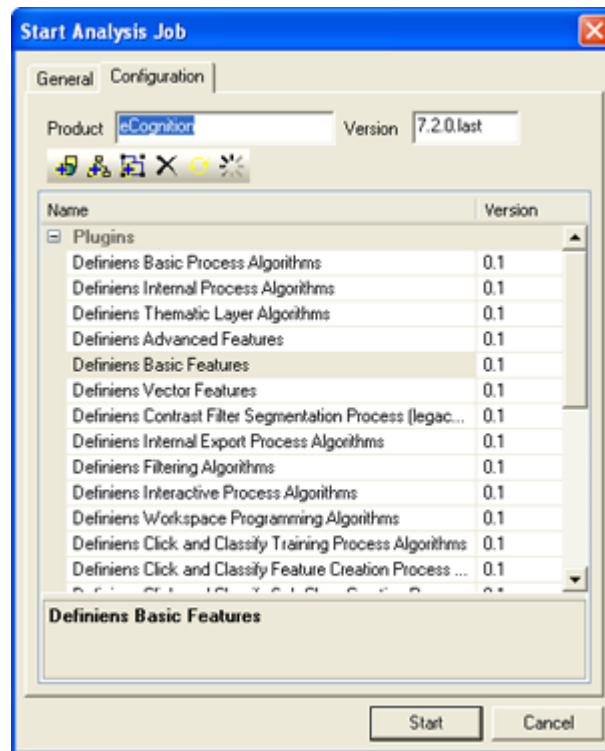 Start Analysis Job
General Configuration
Product eCognition Version 7.2.0.last
Name Version
Plugins
Definiens Basic Process Algorithms 0.1
Definiens Internal Process Algorithms 0.1
Definiens Thematic Layer Algorithms 0.1
Definiens Advanced Features 0.1
Definiens Basic Features 0.1
Definiens Vector Features 0.1
Definiens Contrast Filter Segmentation Process (legac... 0.1
Definiens Internal Export Process Algorithms 0.1
Definiens Filtering Algorithms 0.1
Definiens Interactive Process Algorithms 0.1
Definiens Workspace Programming Algorithms 0.1
Definiens Click and Classify Training Process Algorithms 0.1
Definiens Click and Classify Feature Creation Process ... 0.1
Definiens Basic Features
Start Cancel